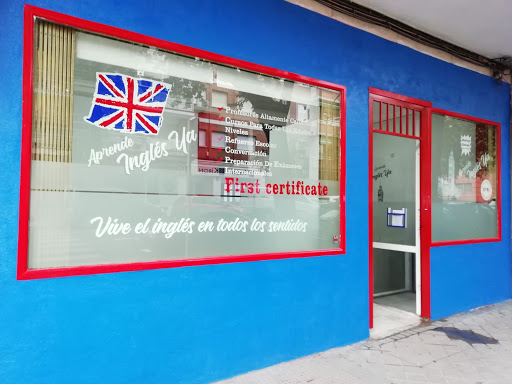 Aprende
Inglés Ya
Profesores Altamente
Cursos Para Todos
Niveles
Refuerzo Escolar
Conversación
Preparación De Exámenes
Internacionales
First certificate
Vive el inglés en todos los sentidos